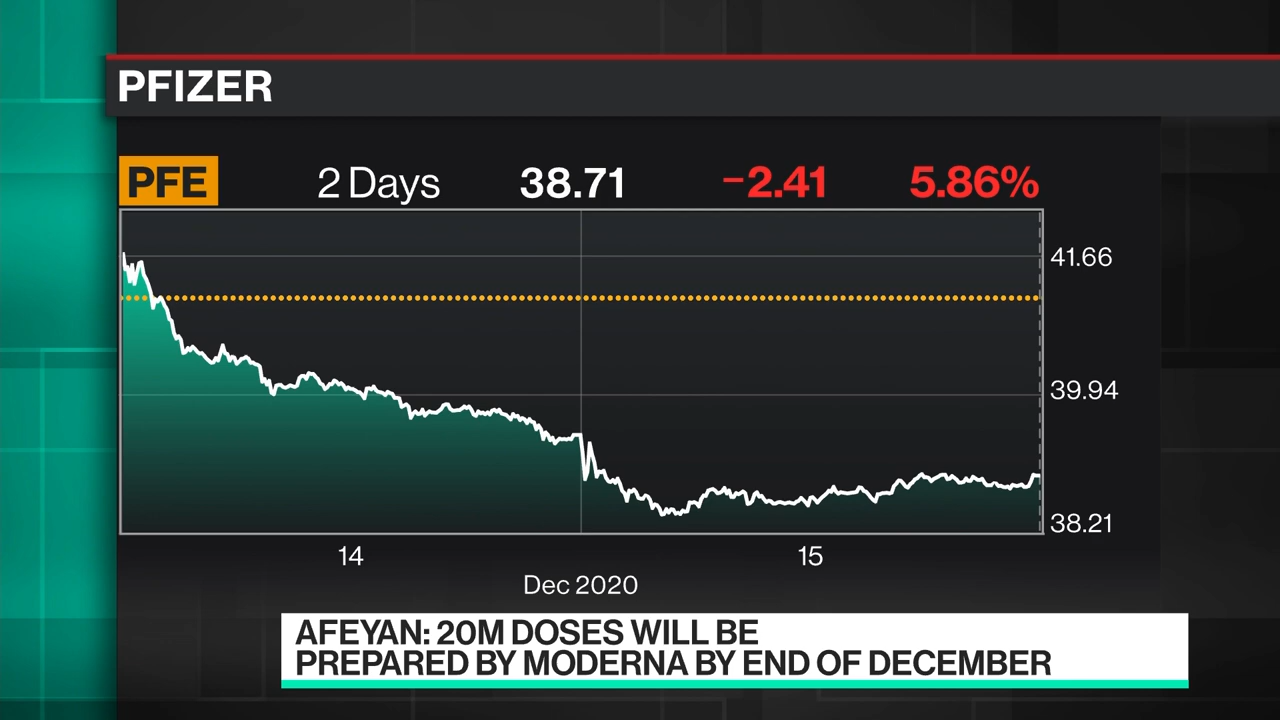 PFIZER
PFE 2 Days 38.71 −2.41 5.86%
41.66
39.94
38.21
14 15
Dec 2020
AFEYAN: 20M DOSES WILL BE
PREPARED BY MODERNA BY END OF DECEMBER